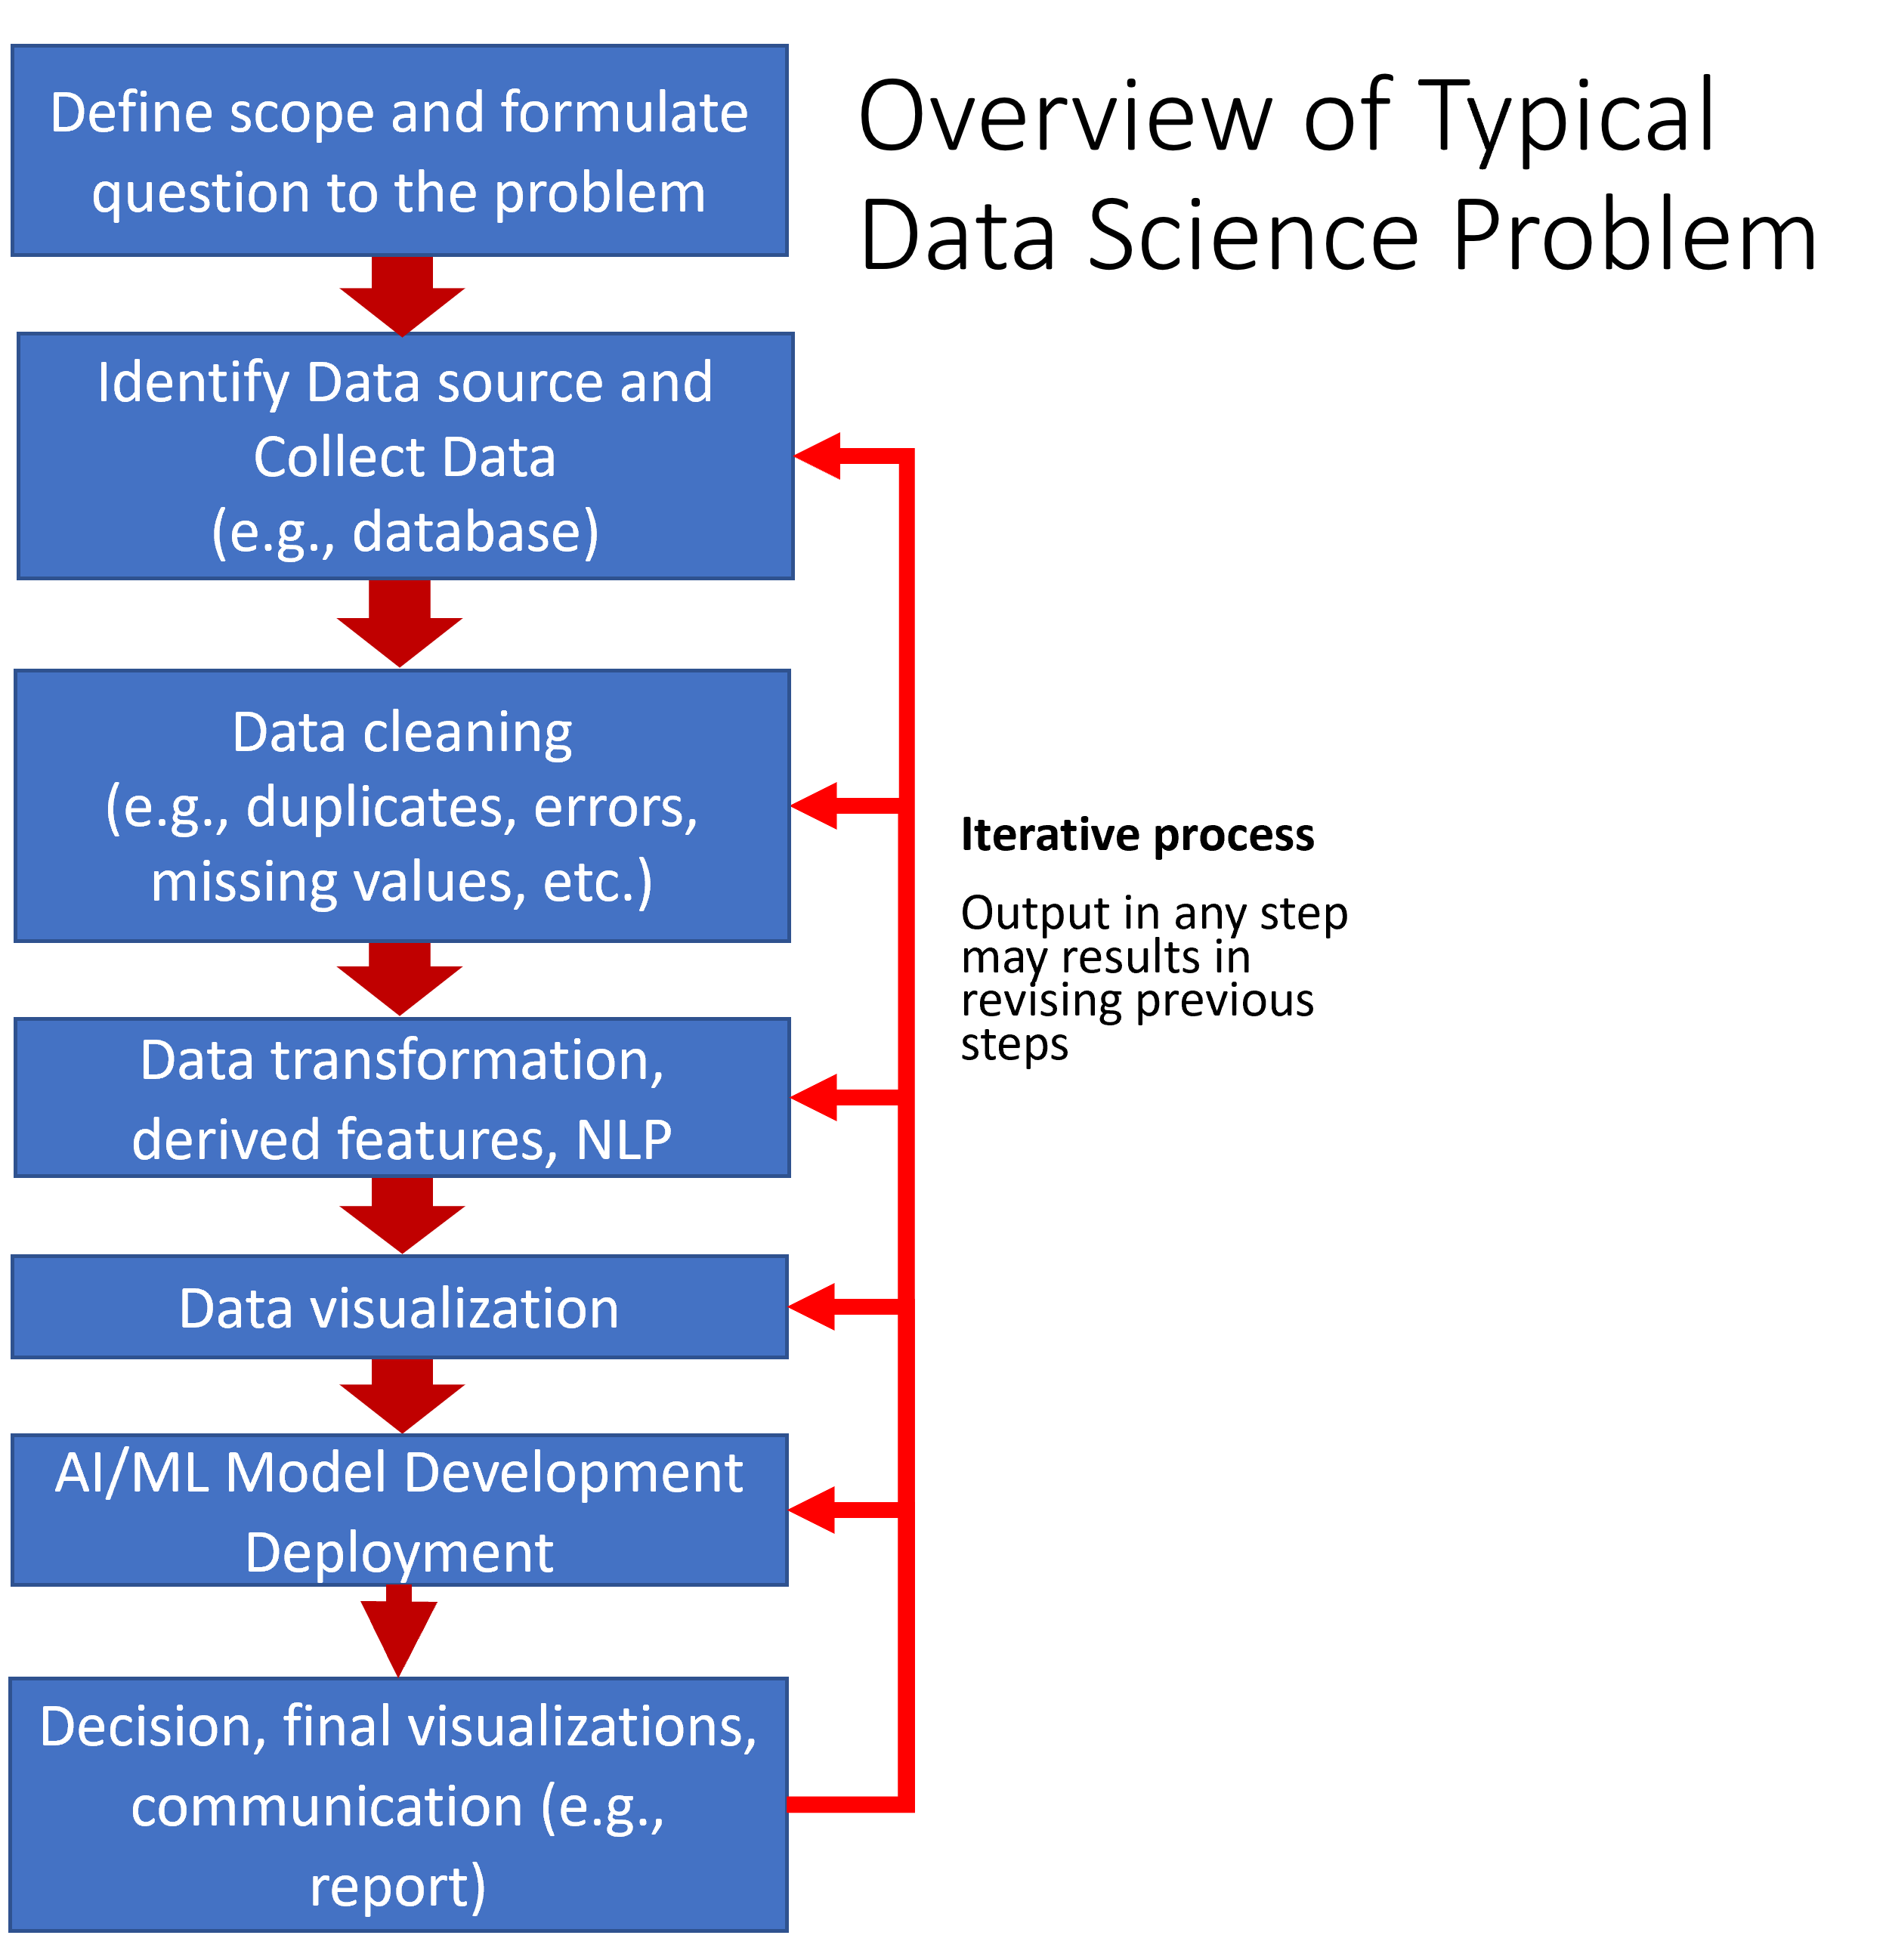 Overview of Typical
Data Science Problem
Define scope and formulate
question to the problem
Identify Data source and
Collect Data
(e.g., database)
Data cleaning
(e.g., duplicates, errors,
missing values, etc.)
Data transformation,
derived features, NLP
Data visualization
AI/ML Model Development
Deployment
Decision, final visualizations,
communication (e.g.,
report)
Iterative process
Output in any step
may results in
revising previous
steps